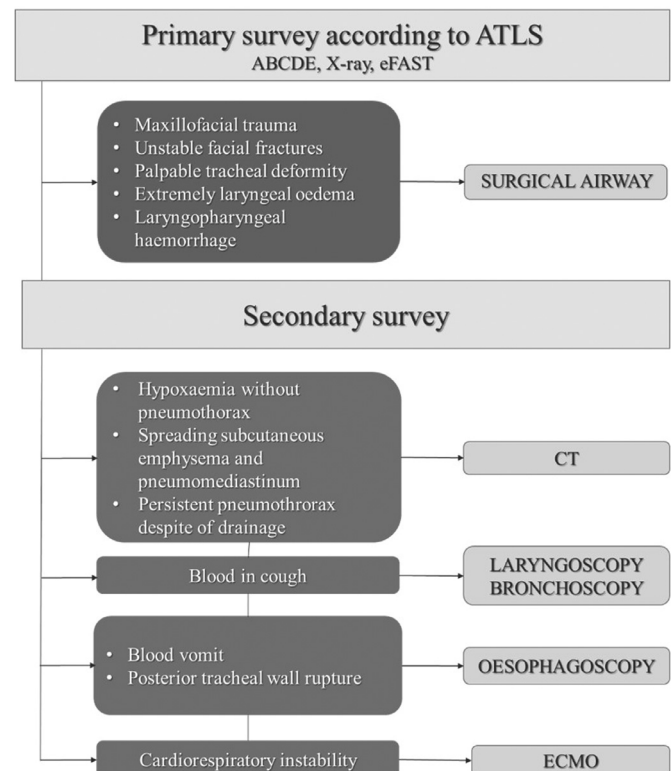 Primary survey according to ATLS
ABCDE, X-ray, eFAST
• Maxillofacial trauma
• Unstable facial fractures
• Palpable tracheal deformity
• Extremely laryngeal oedema
• Laryngopharyngeal
haemorrhage
SURGICAL AIRWAY
Secondary survey
• Hypoxaemia without
pneumothorax
• Spreading subcutaneous
emphysema and
pneumomediastinum
• Persistent pneumothrorax
despite of drainage
CT
Blood in cough
LARYNGOSCOPY
BRONCHOSCOPY
• Blood vomit
• Posterior tracheal wall rupture
OESOPHAGOSCOPY
Cardiorespiratory instability
ECMO